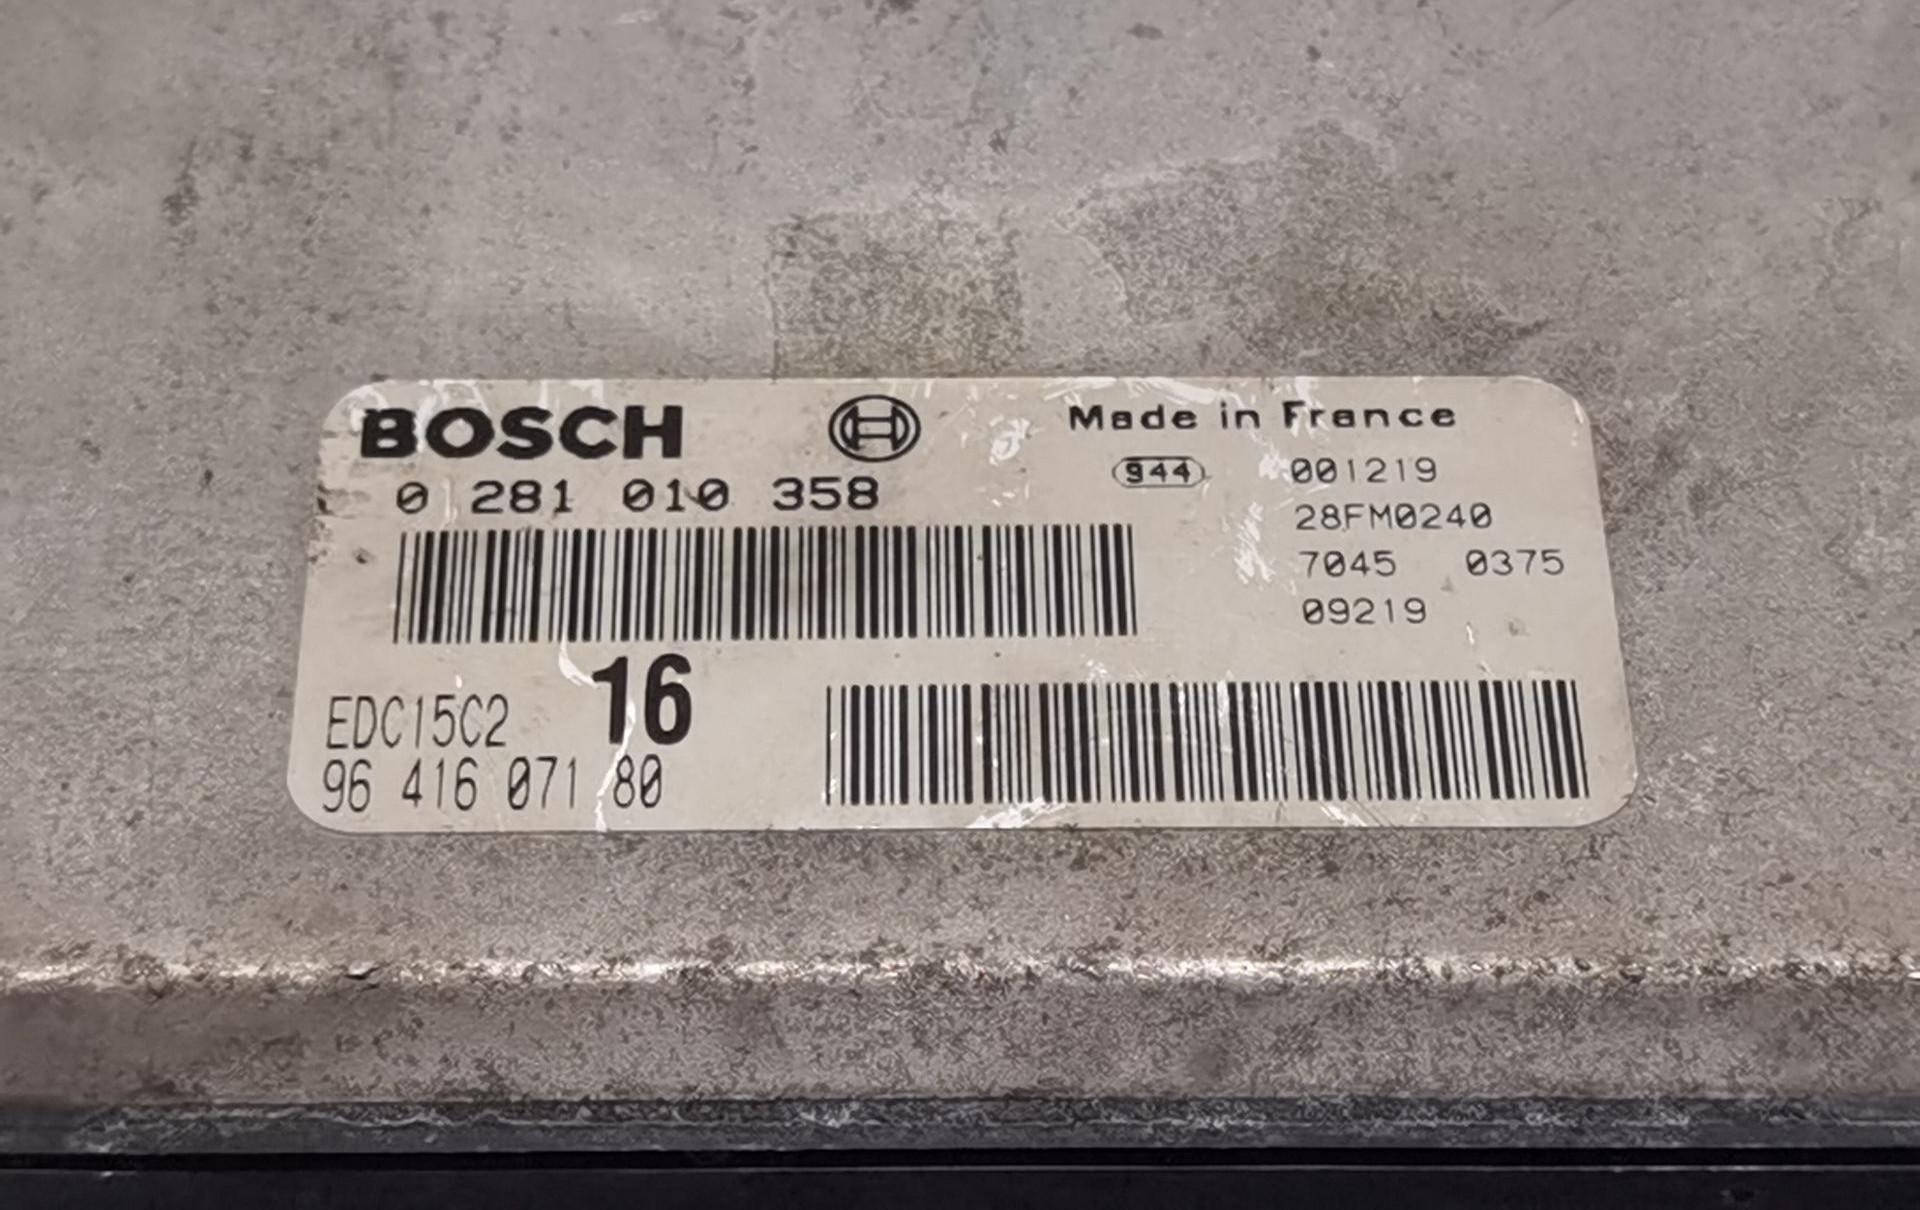 BOSCH
Made in France
0 281 010 358
944 001219
28FM0240
7045 0375
09219
16
EDC15C2
96 416 071 80